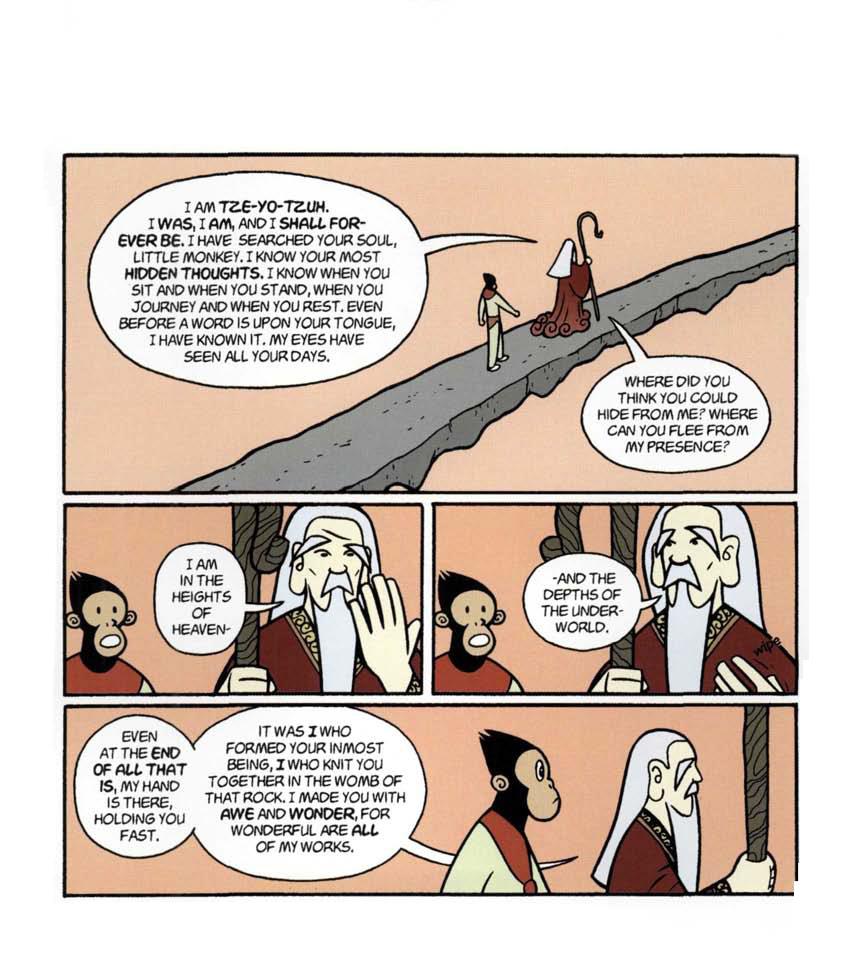 I AM TZE-YO-TZUH.
I WAS, I AM, AND I SHALL FOR-
EVER BE. I HAVE SEARCHED YOUR SOUL,
LITTLE MONKEY. I KNOW YOUR MOST
HIDDEN THOUGHTS. I KNOW WHEN YOU
SIT AND WHEN YOU STAND, WHEN YOU
JOURNEY AND WHEN YOU REST. EVEN
BEFORE A WORD IS UPON YOUR TONGUE,
I HAVE KNOWN IT. MY EYES HAVE
SEEN ALL YOUR DAYS.
WHERE DID YOU
THINK YOU COULD
HIDE FROM ME? WHERE
CAN YOU FLEE FROM
MY PRESENCE?
I AM
IN THE
HEIGHTS
OF
HEAVEN-
-AND THE
DEPTHS OF
THE UNDER-
WORLD.
wipe
EVEN
AT THE END
OF ALL THAT
IS, MY HAND
IS THERE,
HOLDING YOU
FAST.
IT WAS I WHO
FORMED YOUR INMOST
BEING, I WHO KNIT YOU
TOGETHER IN THE WOMB OF
THAT ROCK. I MADE YOU WITH
AWE AND WONDER, FOR
WONDERFUL ARE ALL
OF MY WORKS.